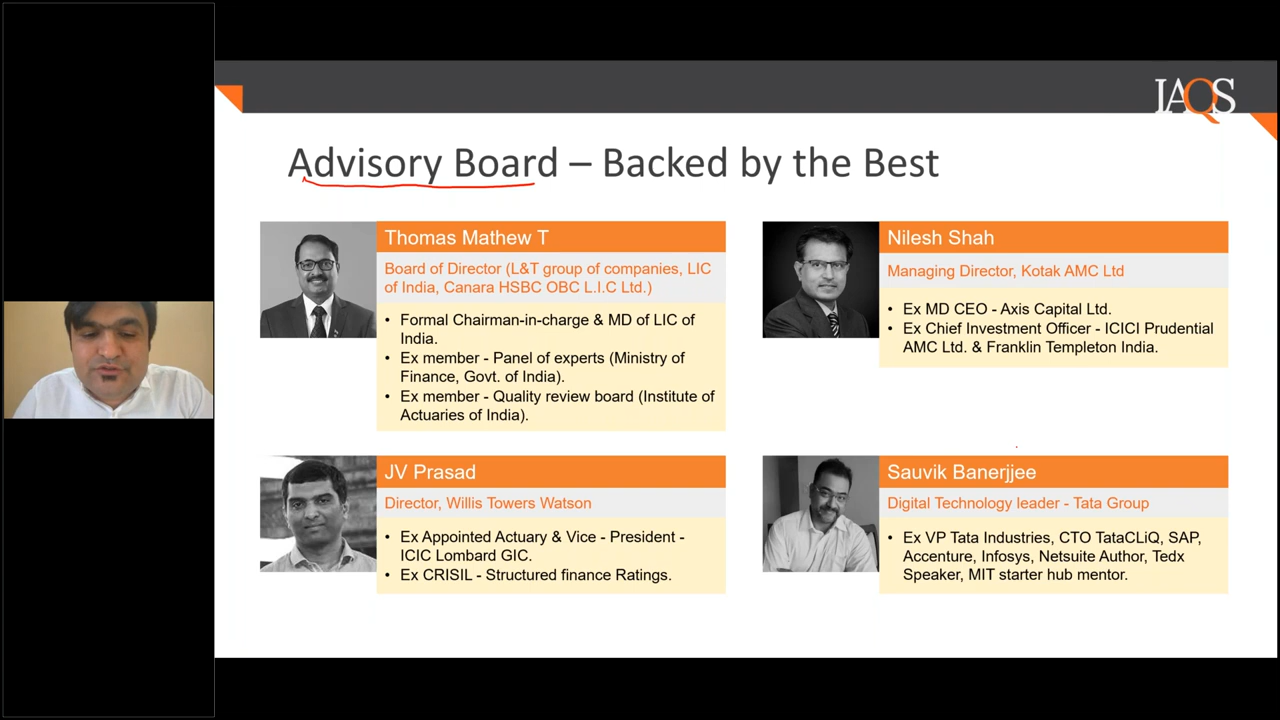 IAQS
Advisory Board – Backed by the Best
Thomas Mathew T
Board of Director (L&T group of companies, LIC
of India, Canara HSBC OBC L.I.C Ltd.)
• Formal Chairman-in-charge & MD of LIC of
India.
• Ex member - Panel of experts (Ministry of
Finance, Govt. of India).
• Ex member - Quality review board (Institute of
Actuaries of India).
Nilesh Shah
Managing Director, Kotak AMC Ltd
• Ex MD CEO - Axis Capital Ltd.
• Ex Chief Investment Officer - ICICI Prudential
AMC Ltd. & Franklin Templeton India.
JV Prasad
Director, Willis Towers Watson
• Ex Appointed Actuary & Vice - President -
ICIC Lombard GIC.
• Ex CRISIL - Structured finance Ratings.
Sauvik Banerjjee
Digital Technology leader - Tata Group
• Ex VP Tata Industries, CTO TataCLiQ, SAP,
Accenture, Infosys, Netsuite Author, Tedx
Speaker, MIT starter hub mentor.